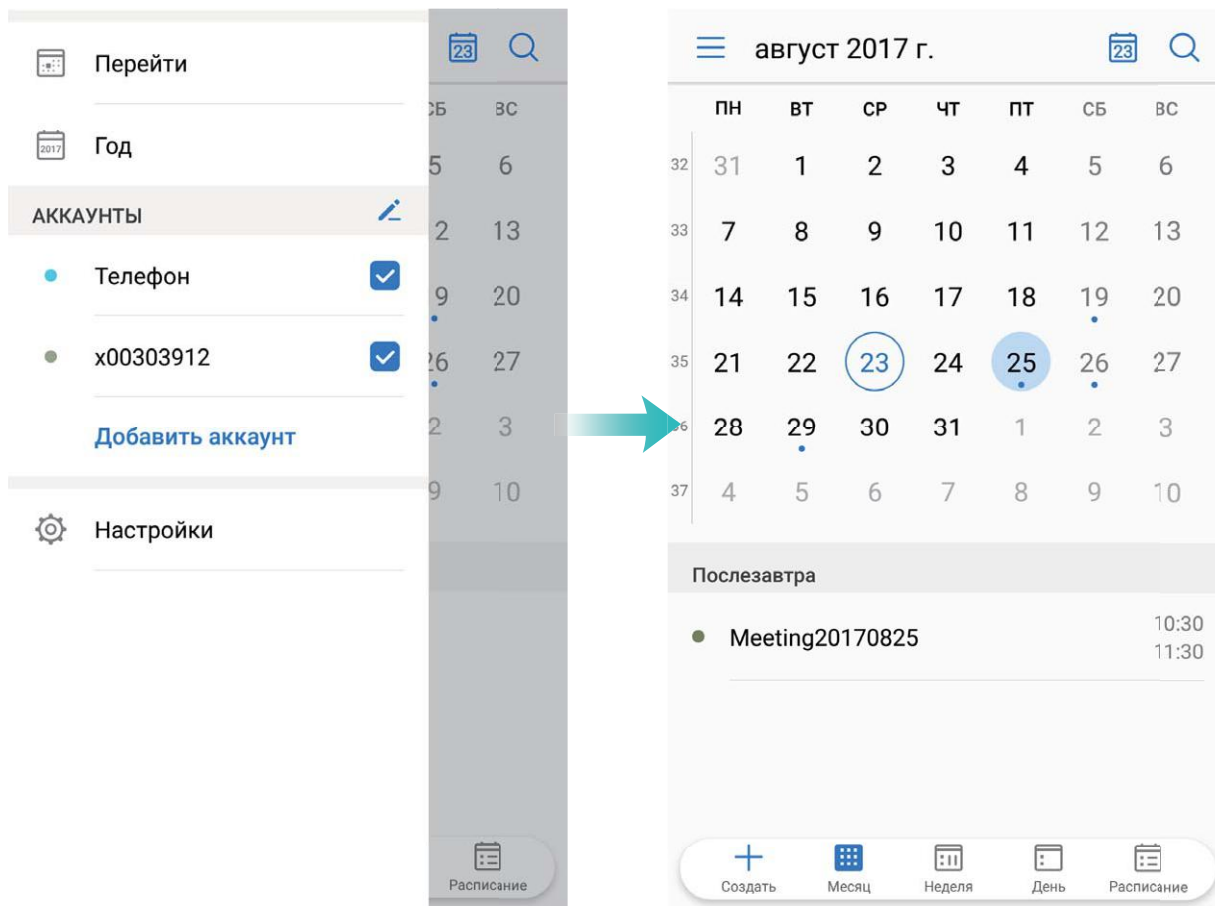 Перейти
2017
Год
АККАУНТЫ
Телефон
x00303912
Добавить аккаунт
Настройки
23
СБ ВС
5 6
2 13
9 20
26 27
2 3
9 10
Расписание
август 2017 г.
23
ПН ВТ СР ЧТ ПТ СБ ВС
32 31 1 2 3 4 5 6
33 7 8 9 10 11 12 13
34 14 15 16 17 18 19 20
35 21 22 23 24 25 26 27
28 29 30 31 1 2 3
37 4 5 6 7 8 9 10
Послезавтра
Meeting20170825
10:30
11:30
Создать Месяц Неделя День Расписание